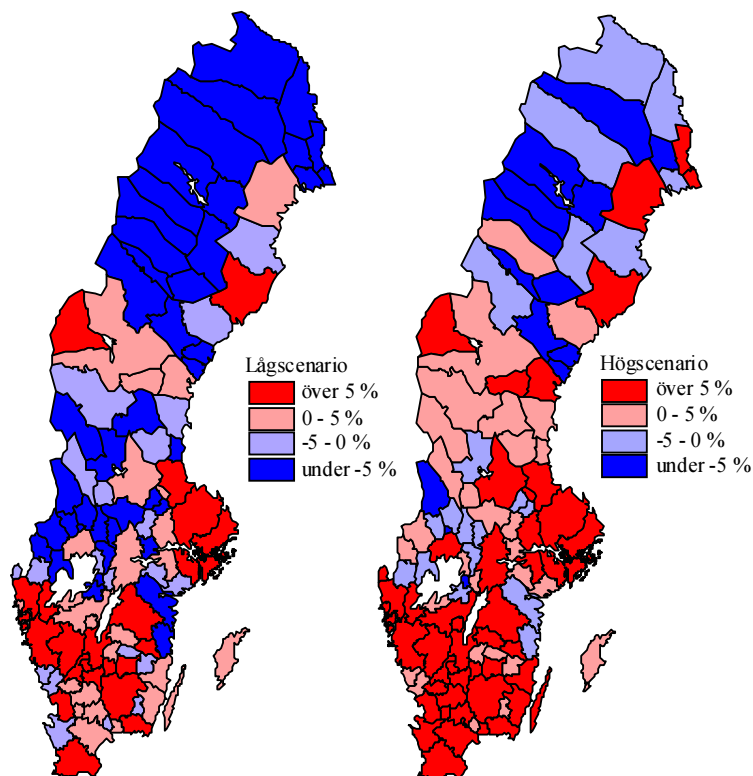 Lågscenario
över 5 %
0 - 5 %
-5 - 0 %
under -5 %
Högscenario
över 5 %
0 - 5 %
-5 - 0 %
under -5 %